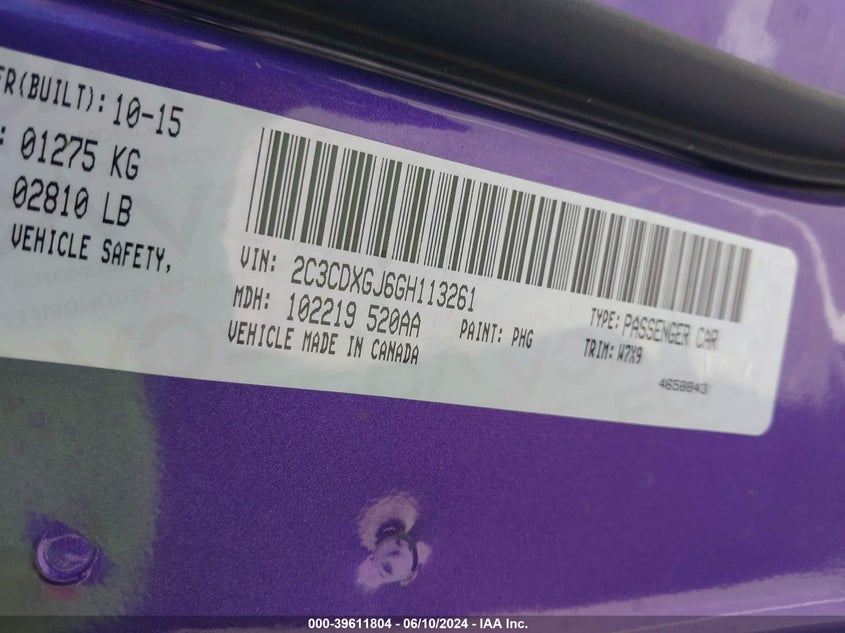 FR(BUILT): 10-15
: 01275 KG
02810 LB
VEHICLE SAFETY,
VIN: 2C3CDXGJ6GH113261
MDH: 102219 520AA
PAINT: PHG
VEHICLE MADE IN CANADA
TYPE: PASSENGER CAR
TRIM: W7X9
4658843
000-39611804 - 06/10/2024 - IAA Inc.